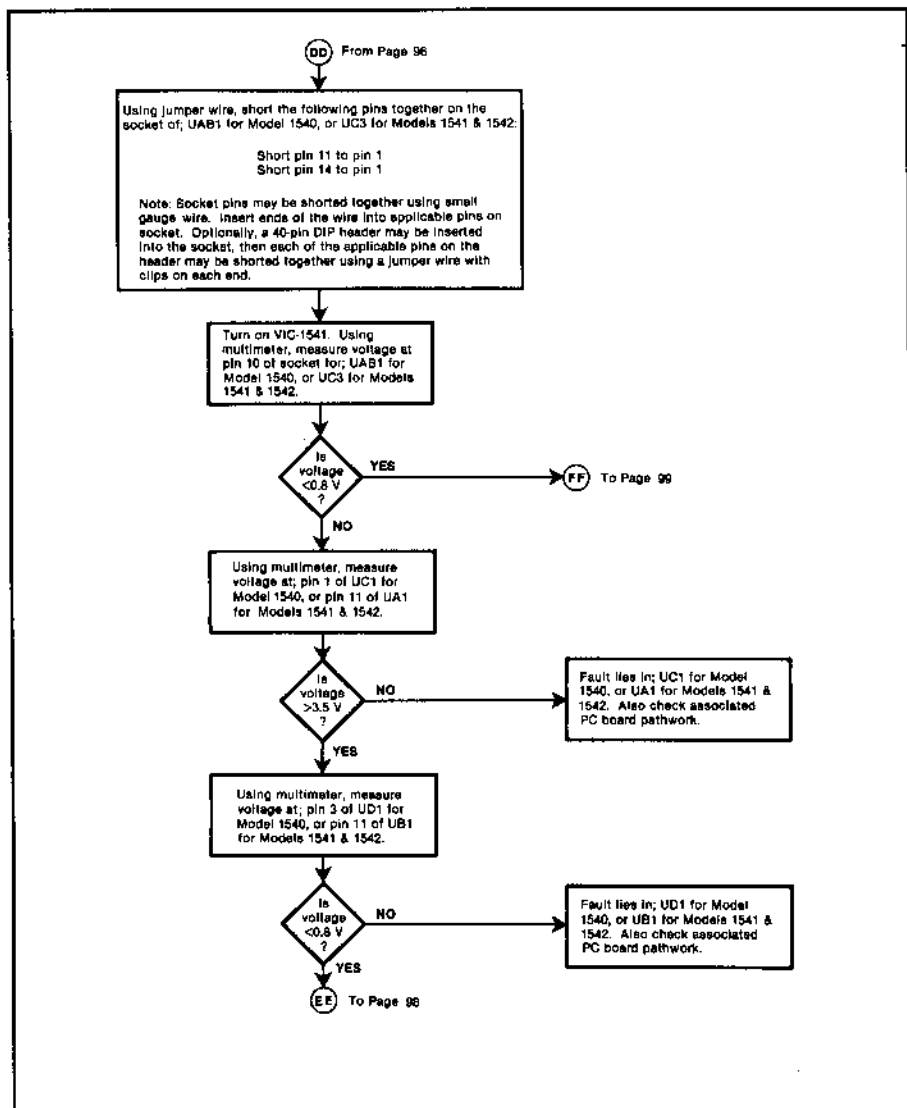 DD From Page 96
Using jumper wire, short the following pins together on the
socket of; UAB1 for Model 1540, or UC3 for Models 1541 & 1542:
Short pin 11 to pin 1
Short pin 14 to pin 1
Note: Socket pins may be shorted together using small
gauge wire. Insert ends of the wire into applicable pins on
socket. Optionally, a 40-pin DIP header may be inserted
into the socket, then each of the applicable pins on the
header may be shorted together using a jumper wire with
clips on each end.
Turn on VIC-1541. Using
multimeter, measure voltage at
pin 10 of socket for; UAB1 for
Model 1540, or UC3 for Models
1541 & 1542.
Is
voltage
<0.8 V
?
YES
FF To Page 99
NO
Using multimeter, measure
voltage at; pin 1 of UC1 for
Model 1540, or pin 11 of UA1
for Models 1541 & 1542.
Is
voltage
>3.5 V
?
NO
Fault lies in; UC1 for Model
1540, or UA1 for Models 1541 &
1542. Also check associated
PC board pathwork.
YES
Using multimeter, measure
voltage at; pin 3 of UD1 for
Model 1540, or pin 11 of UB1
for Models 1541 & 1542.
Is
voltage
<0.8 V
?
NO
Fault lies in; UD1 for Model
1540, or UB1 for Models 1541 &
1542. Also check associated
PC board pathwork.
YES
EE To Page 98